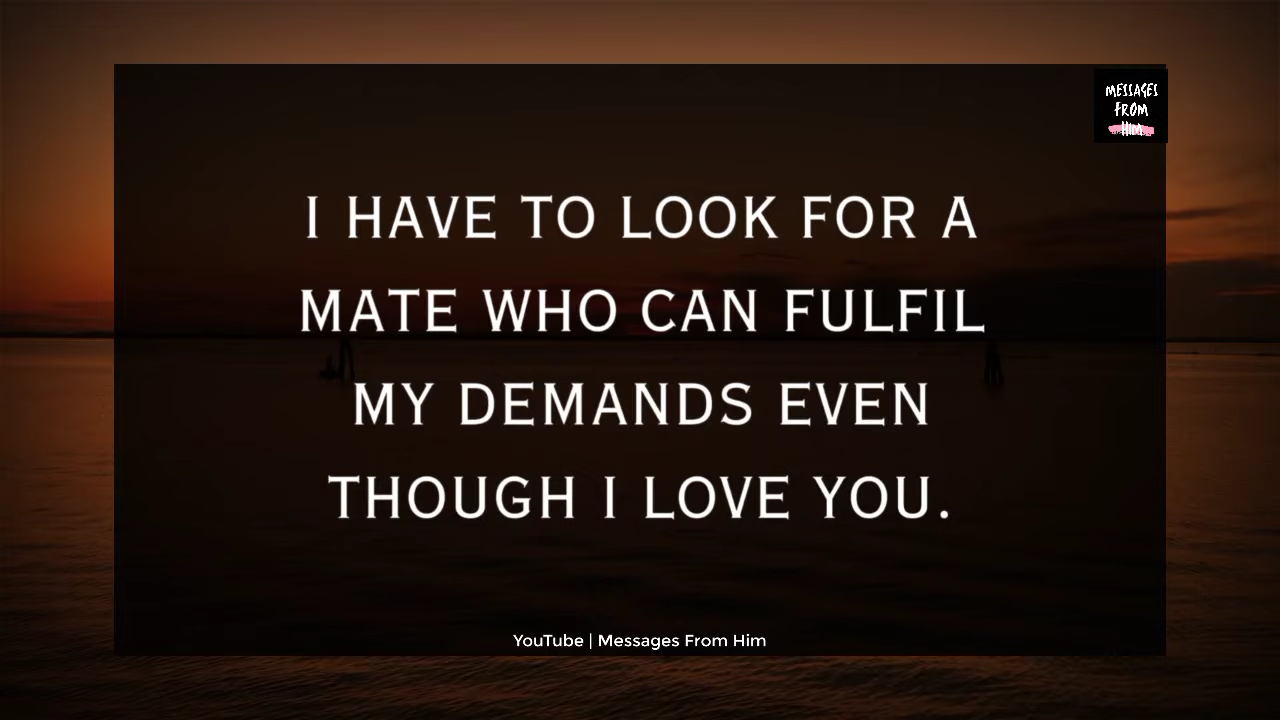 MESSAGES
FROM
HIM
I HAVE TO LOOK FOR A
MATE WHO CAN FULFIL
MY DEMANDS EVEN
THOUGH I LOVE YOU.
YouTube | Messages From Him